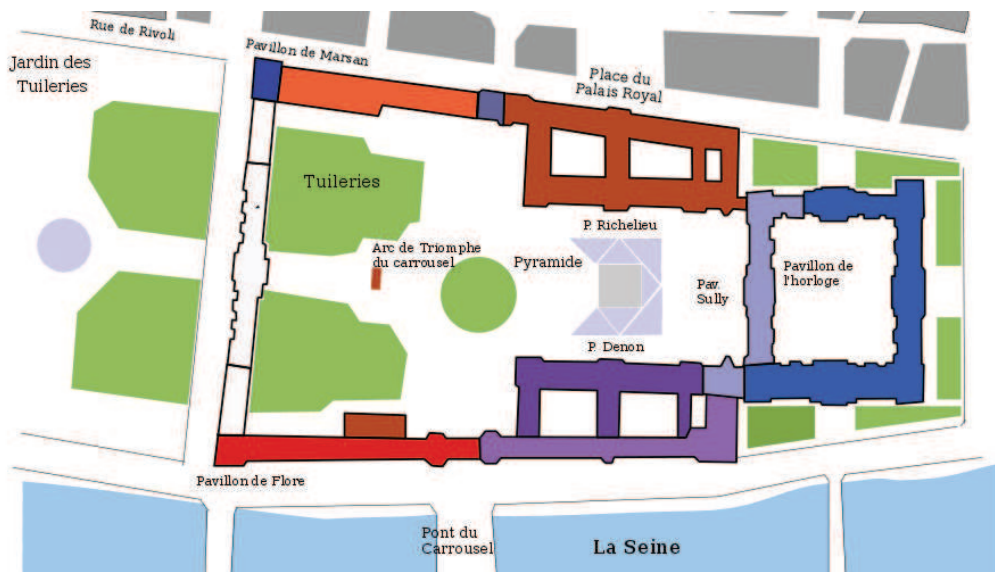 Rue de Rivoli
Pavillon de Marsan
Jardin des
Tuileries
Place du
Palais Royal
Tuileries
P. Richelieu
Arc de Triomphe
du carrousel
Pyramide
Pav.
Sully
Pavillon de
l'horloge
P. Denon
Pavillon de Flore
Pont du
Carrousel
La Seine